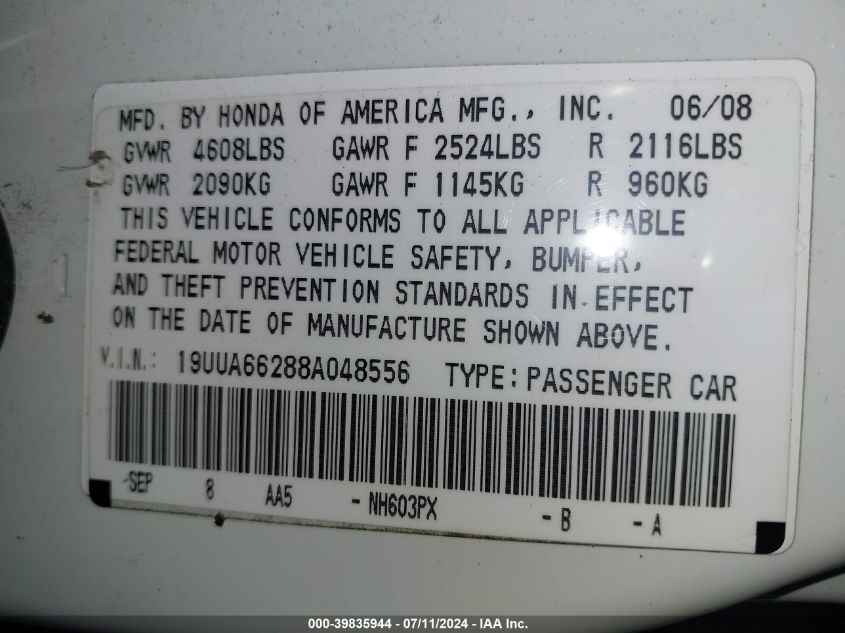 MFD. BY HONDA OF AMERICA MFG., INC. 06/08
GVWR 4608LBS GAWR F 2524LBS R 2116LBS
GVWR 2090KG GAWR F 1145KG R 960KG
THIS VEHICLE CONFORMS TO ALL APPLICABLE
FEDERAL MOTOR VEHICLE SAFETY, BUMPER,
AND THEFT PREVENTION STANDARDS IN EFFECT
ON THE DATE OF MANUFACTURE SHOWN ABOVE.
V.I.N.: 19UUA66288A048556 TYPE: PASSENGER CAR
-SEP 8 AA5 - NH603PX - B - A
000-39835944 / 07/11/2024 - IAA Inc.